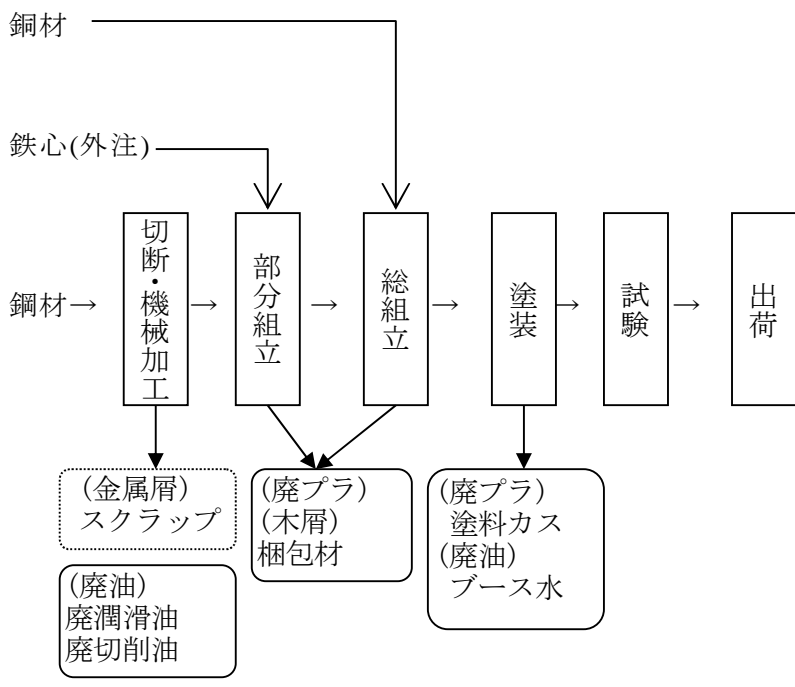 銅材
鉄心(外注)
鋼材→
切断・機械加工
→
部分組立
→
総組立
→
塗装
→
試験
→
出荷
(金属屑)
スクラップ
(廃油)
廃潤滑油
廃切削油
(廃プラ)
(木屑)
梱包材
(廃プラ)
塗料カス
(廃油)
ブース水